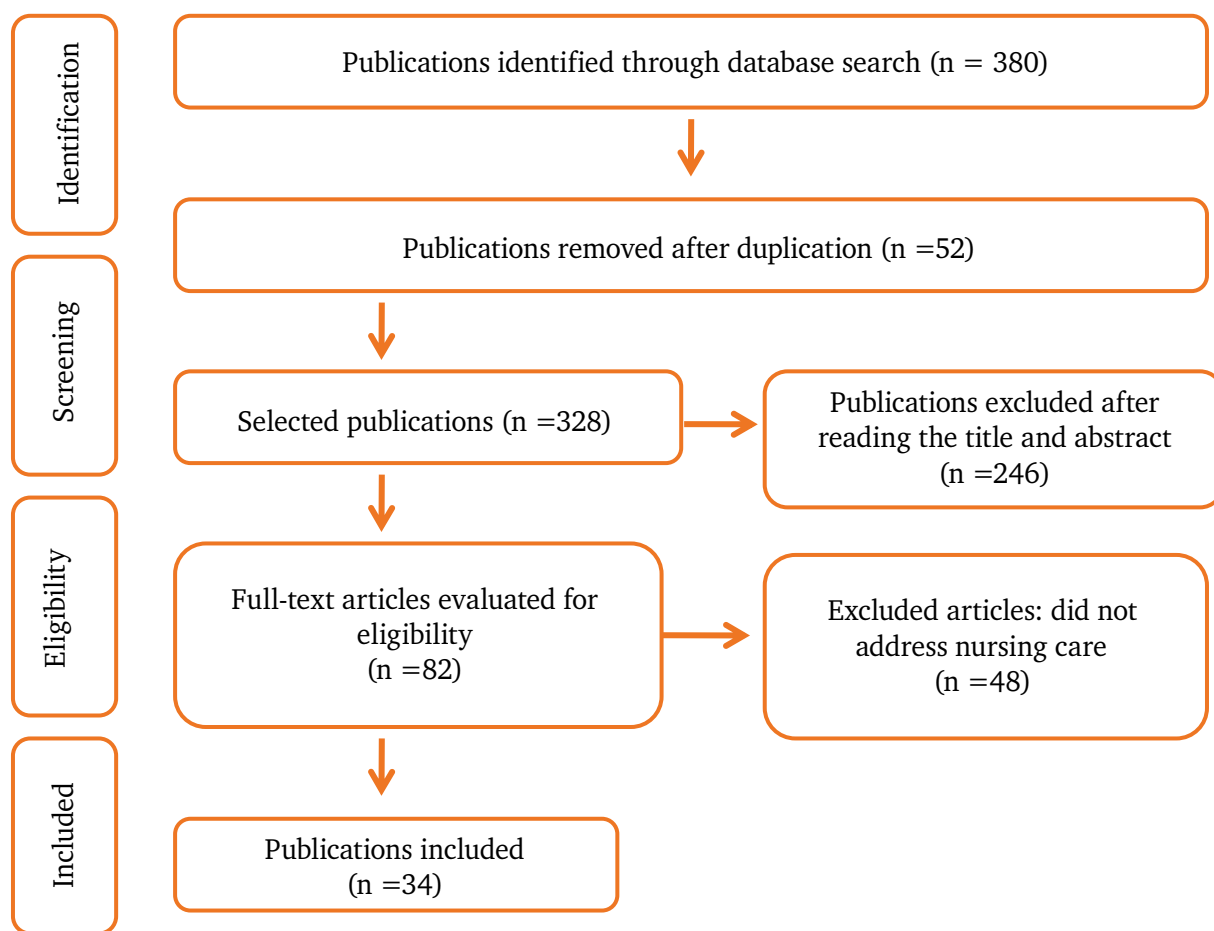 Identification
Publications identified through database search (n = 380)
Publications removed after duplication (n =52)
Screening
Selected publications (n =328)
Publications excluded after
reading the title and abstract
(n =246)
Eligibility
Full-text articles evaluated for
eligibility
(n =82)
Excluded articles: did not
address nursing care
(n =48)
Included
Publications included
(n =34)